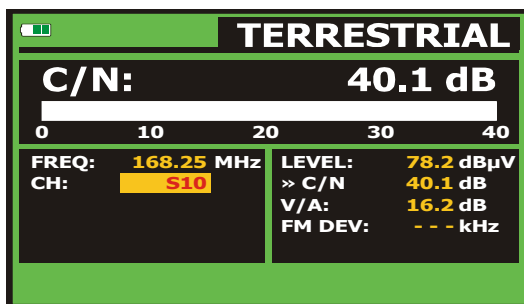 TERRESTRIAL
C/N: 40.1 dB
0 10 20 30 40
FREQ: 168.25 MHz
CH: S10
LEVEL: 78.2 dBµV
» C/N 40.1 dB
V/A: 16.2 dB
FM DEV: - - - kHz